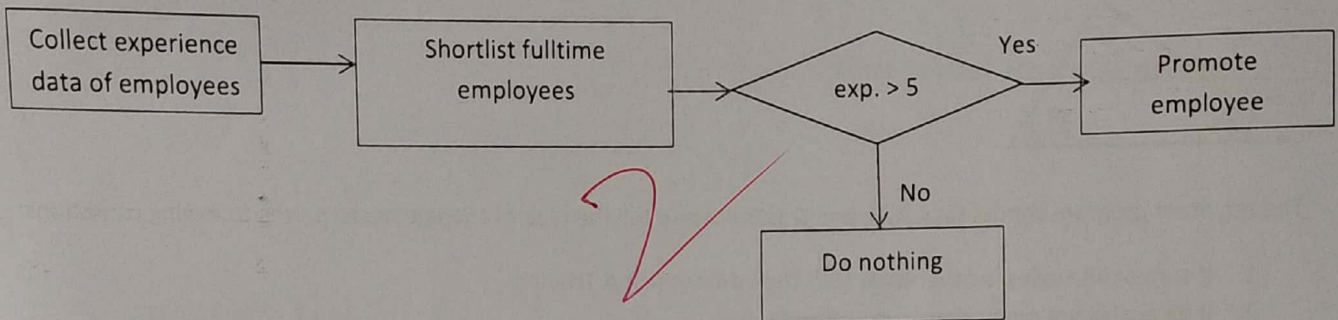 Collect experience
data of employees
Shortlist fulltime
employees
exp. > 5
Yes
Promote
employee
No
Do nothing